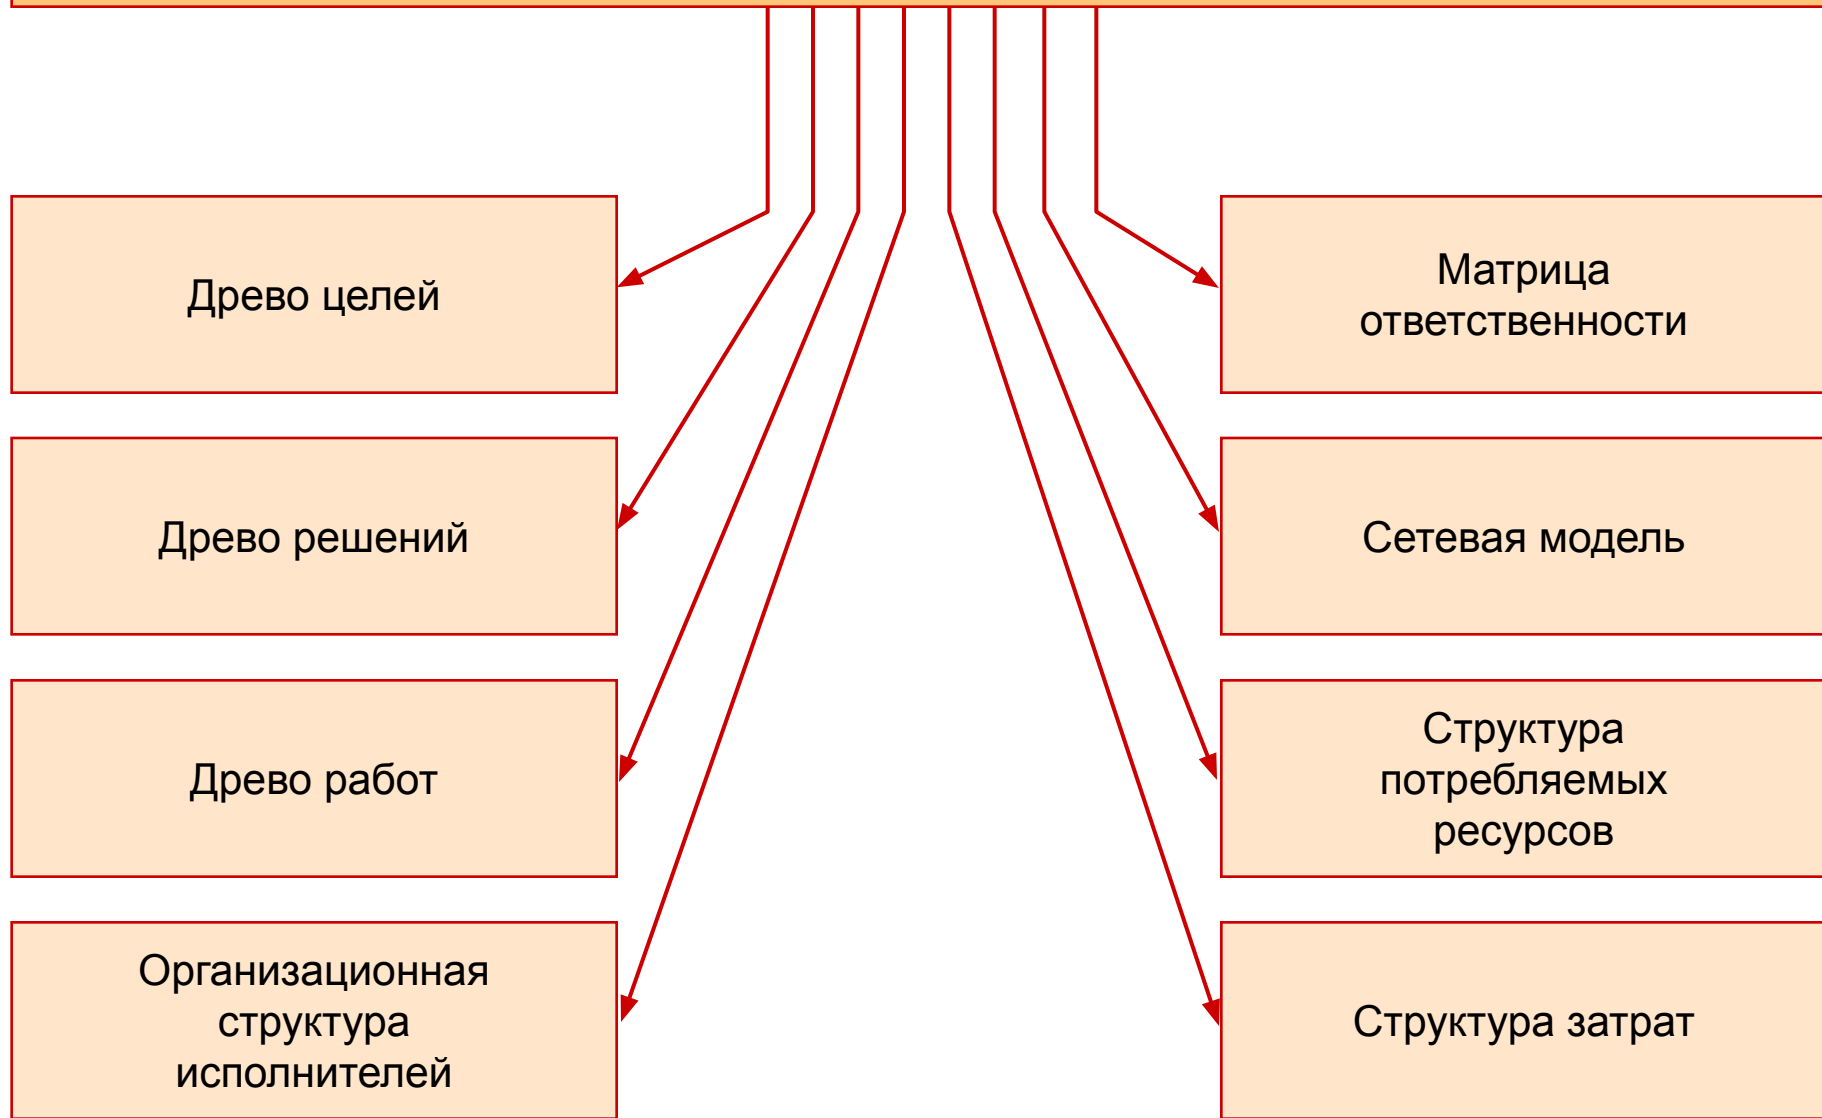 Древо целей
Матрица
ответственности
Древо решений
Сетевая модель
Древо работ
Структура
потребляемых
ресурсов
Организационная
структура
исполнителей
Структура затрат